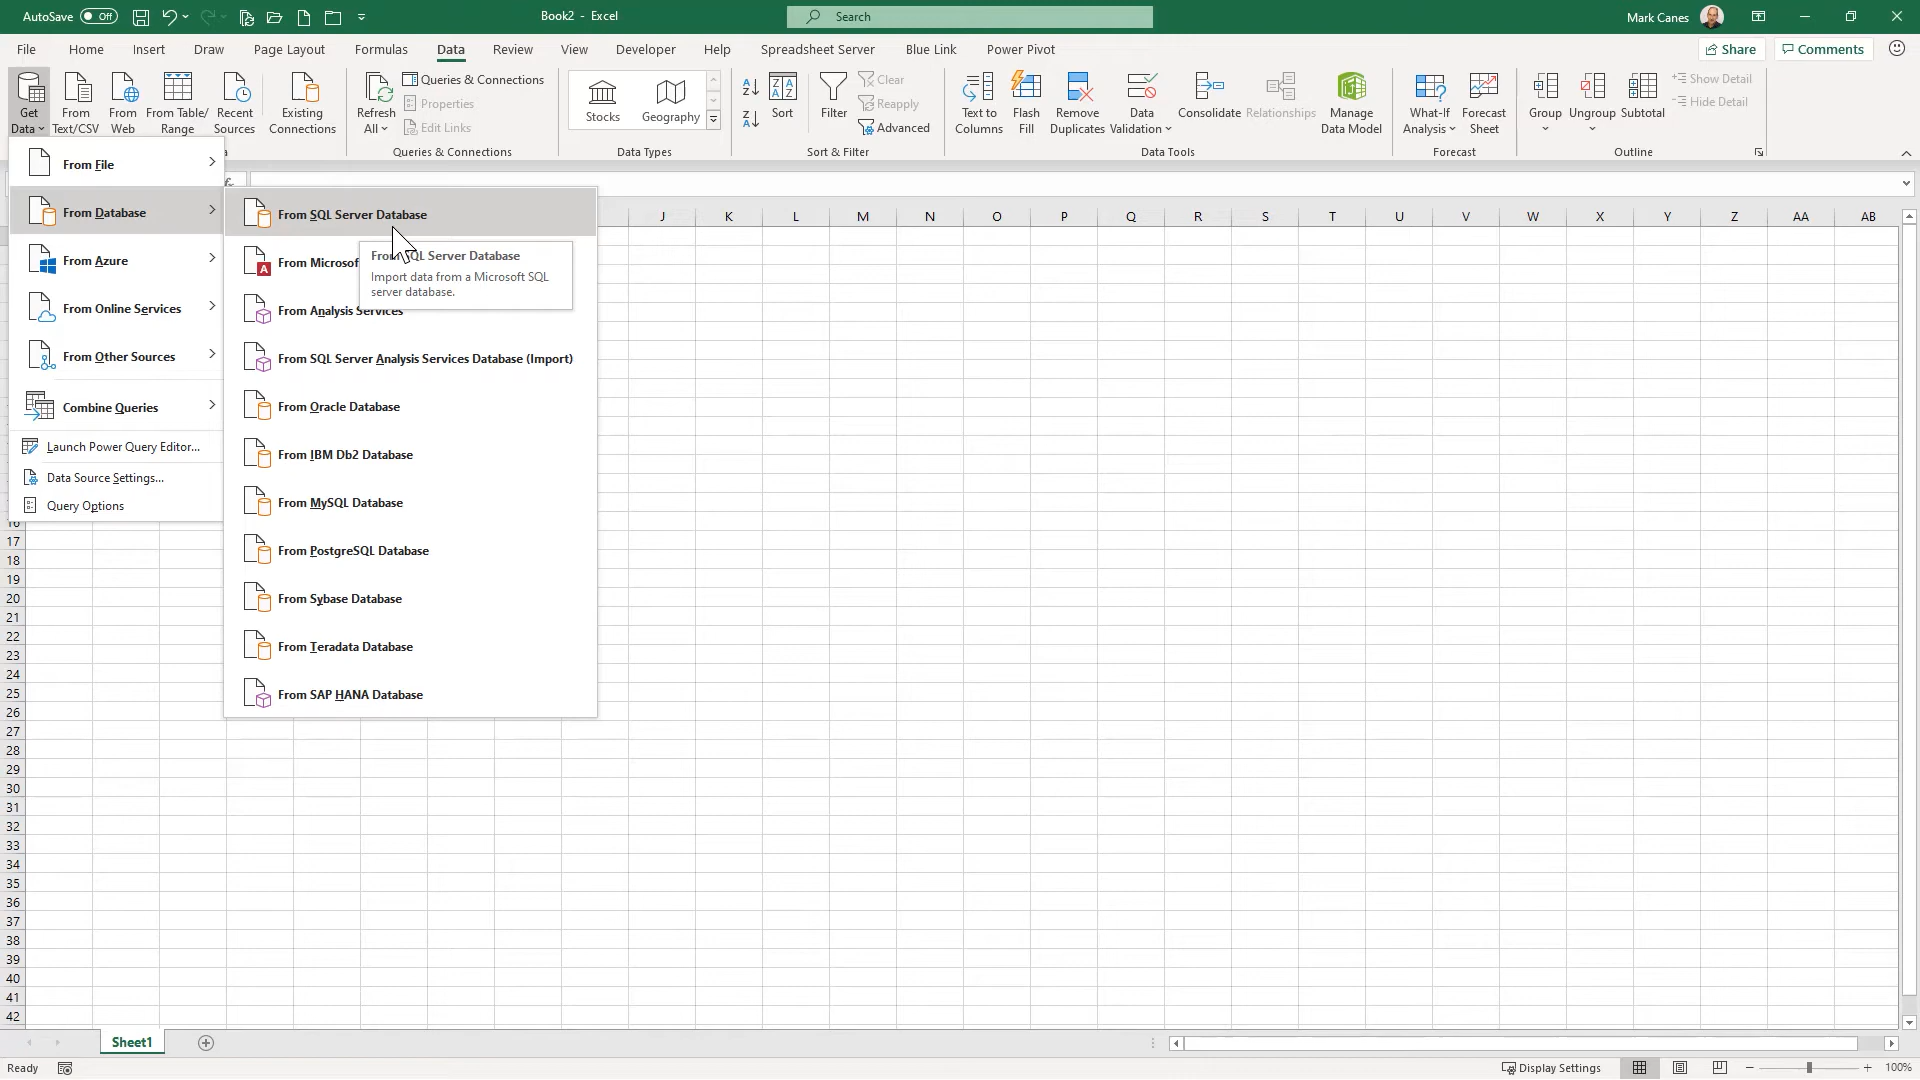 AutoSave Off
Book2 - Excel
Search
Mark Canes
File Home Insert Draw Page Layout Formulas Data Review View Developer Help Spreadsheet Server Blue Link Power Pivot
Share Comments
Get Data
From Text/CSV
From Web
From Table/ Range
Recent Sources
Existing Connections
Refresh All
Queries & Connections
Properties
Edit Links
Queries & Connections
Stocks
Geography
Data Types
Sort
Filter
Clear
Reapply
Advanced
Sort & Filter
Text to Columns
Flash Fill
Remove Duplicates
Data Validation
Consolidate
Relationships
Manage Data Model
Data Tools
What-If Analysis
Forecast Sheet
Forecast
Group
Ungroup
Subtotal
Show Detail
Hide Detail
Outline
From File
From Database
From Azure
From Online Services
From Other Sources
Combine Queries
Launch Power Query Editor...
Data Source Settings...
Query Options
From SQL Server Database
From SQL Server Database
Import data from a Microsoft SQL
server database.
From Microsof
From Analysis Services
From SQL Server Analysis Services Database (Import)
From Oracle Database
From IBM Db2 Database
From MySQL Database
From PostgreSQL Database
From Sybase Database
From Teradata Database
From SAP HANA Database
J K L M N O P Q R S T U V W X Y Z AA AB
16
17
18
19
20
21
22
23
24
25
26
27
28
29
30
31
32
33
34
35
36
37
38
39
40
41
42
Sheet1
Ready
Display Settings
100%